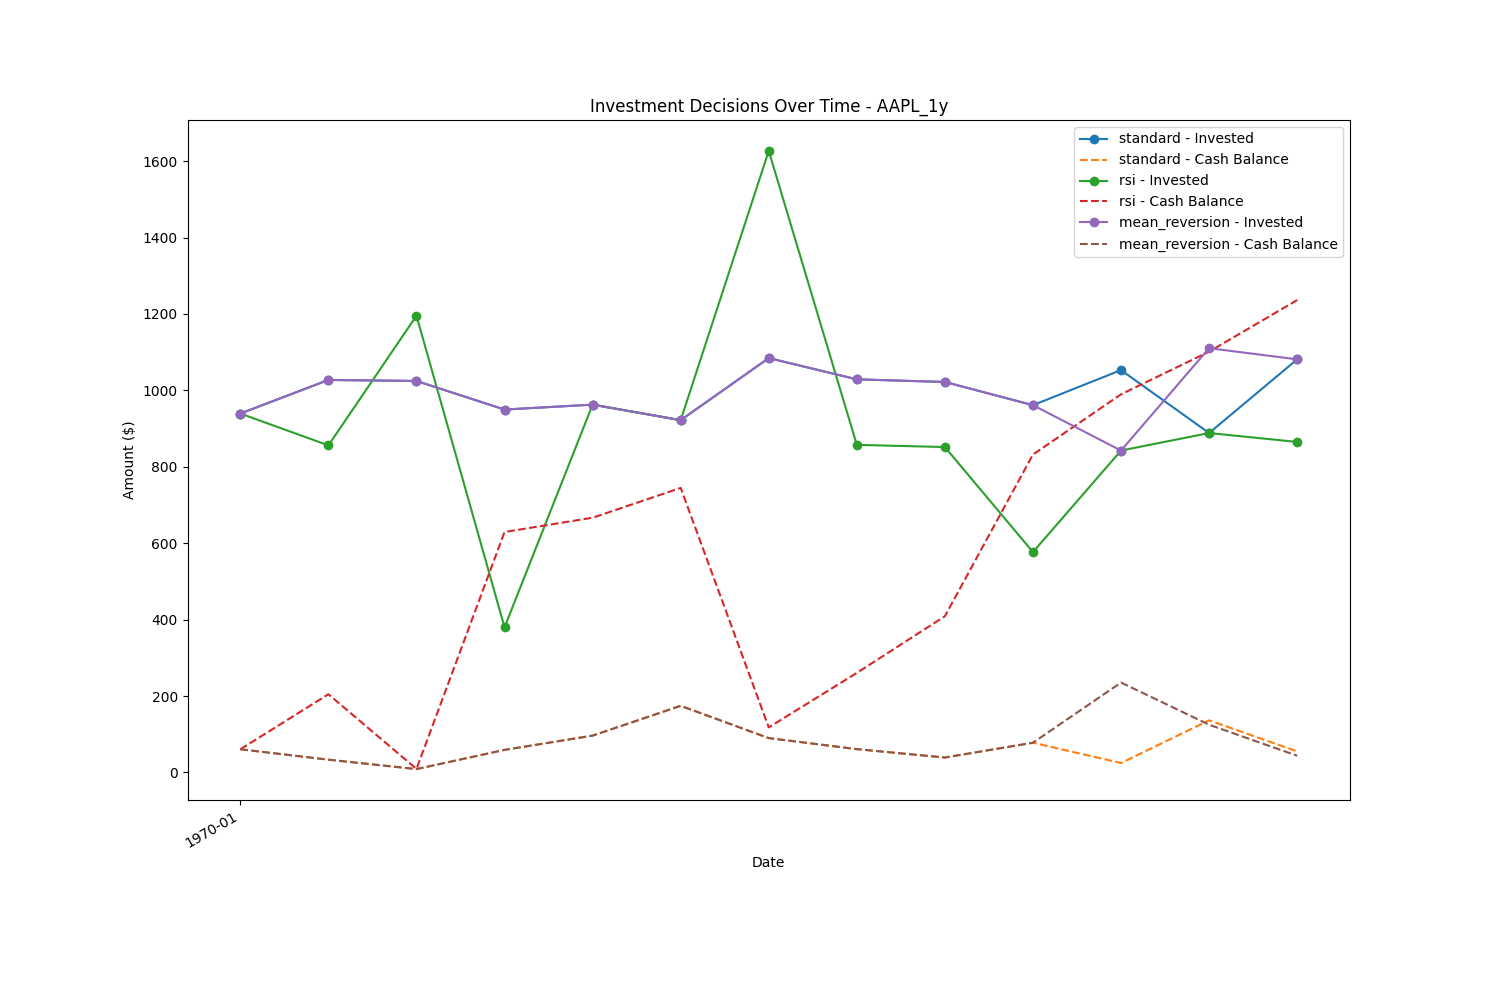 Investment Decisions Over Time - AAPL_1y
standard - Invested
standard - Cash Balance
rsi - Invested
rsi - Cash Balance
mean_reversion - Invested
mean_reversion - Cash Balance
Amount ($)
1600
1400
1200
1000
800
600
400
200
0
1970-01
Date